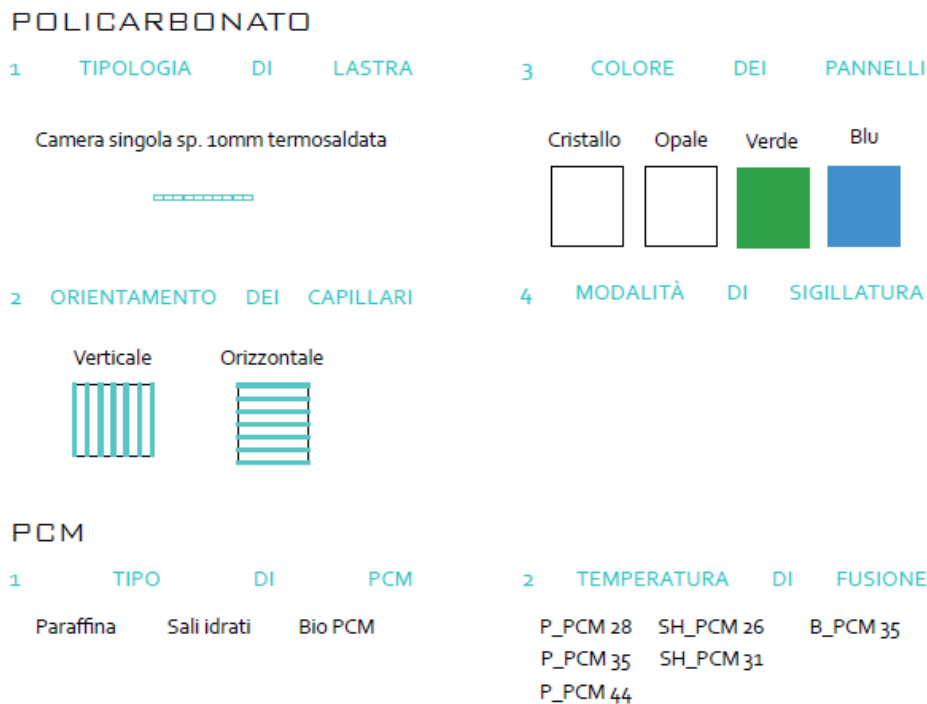 POLICARBONATO
1 TIPOLOGIA DI LASTRA
Camera singola sp. 10mm termosaldata
2 ORIENTAMENTO DEI CAPILLARI
Verticale Orizzontale
3 COLORE DEI PANNELLI
Cristallo Opale Verde Blu
4 MODALITÀ DI SIGILLATURA
PCM
1 TIPO DI PCM
Paraffina Sali idrati Bio PCM
2 TEMPERATURA DI FUSIONE
P_PCM 28 SH_PCM 26 B_PCM 35
P_PCM 35 SH_PCM 31
P_PCM 44